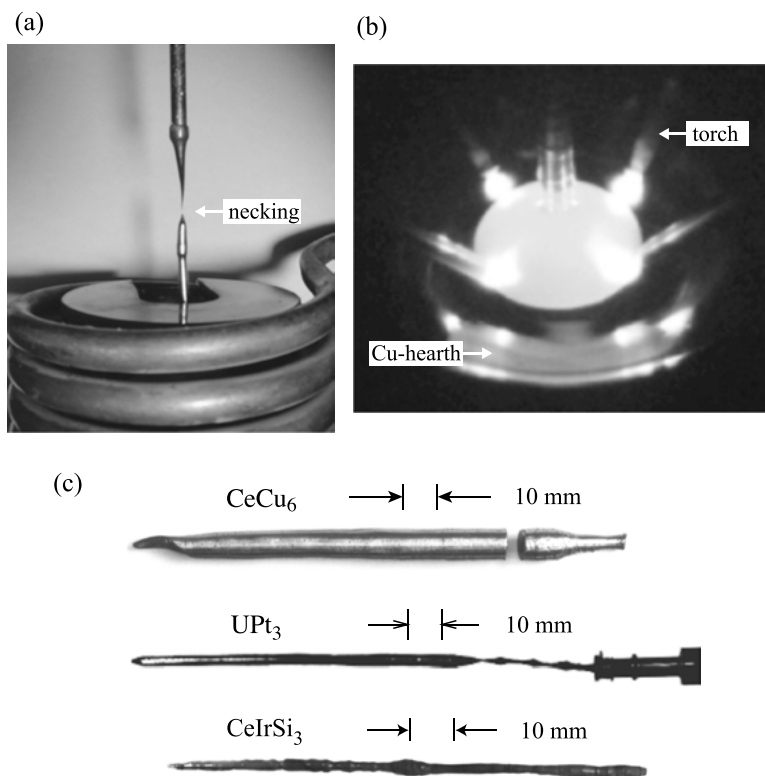 (a)
(b)
necking
torch
Cu-hearth
(c)
CeCu₆
10 mm
UPt₃
10 mm
CeIrSi₃
10 mm